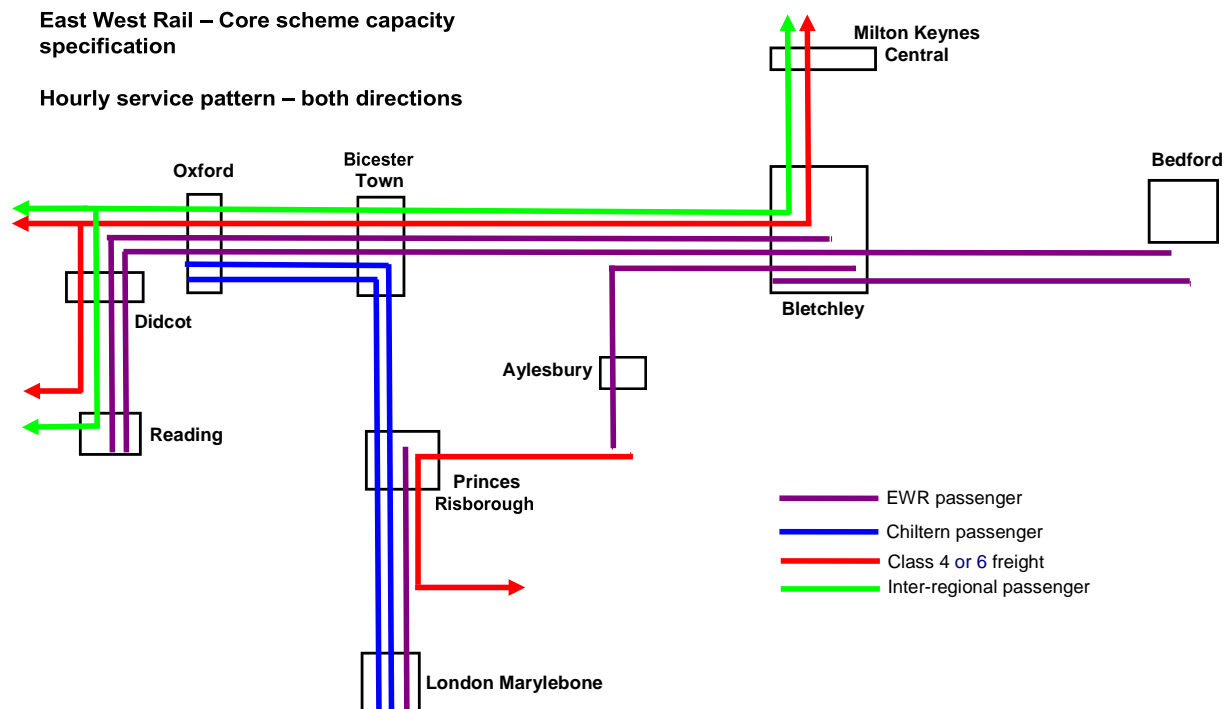 East West Rail – Core scheme capacity
specification
Hourly service pattern – both directions
Milton Keynes
Central
Oxford
Bicester
Town
Bedford
Didcot
Bletchley
Aylesbury
Reading
Princes
Risborough
EWR passenger
Chiltern passenger
Class 4 or 6 freight
Inter-regional passenger
London Marylebone